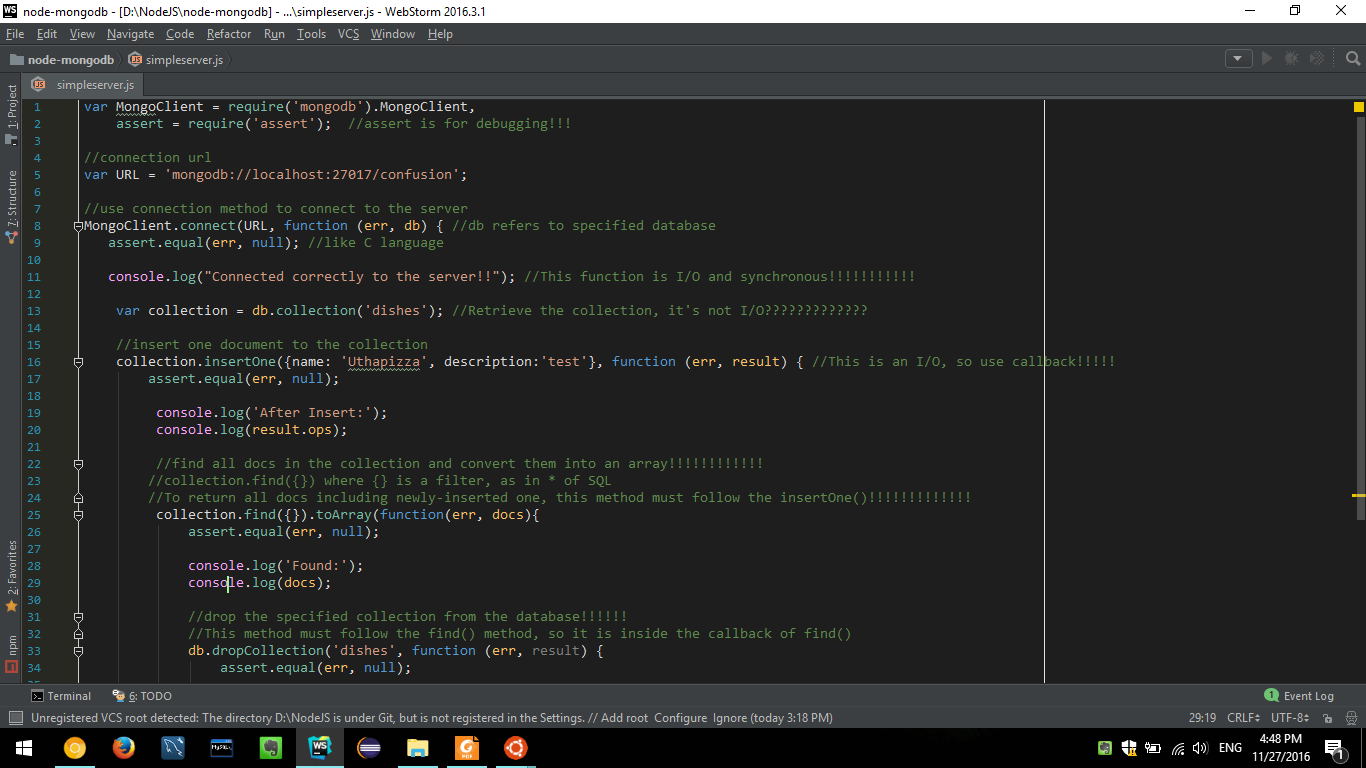 WS node-mongodb - [D:\NodeJS\node-mongodb] - ...\simpleserver.js - WebStorm 2016.3.1
File Edit View Navigate Code Refactor Run Tools VCS Window Help
node-mongodb JS simpleserver.js
JS simpleserver.js
1: Project
7: Structure
2: Favorites
npm
1 var MongoClient = require('mongodb').MongoClient,
2 assert = require('assert'); //assert is for debugging!!!
3
4 //connection url
5 var URL = 'mongodb://localhost:27017/confusion';
6
7 //use connection method to connect to the server
8 MongoClient.connect(URL, function (err, db) { //db refers to specified database
9 assert.equal(err, null); //like C language
10
11 console.log("Connected correctly to the server!!"); //This function is I/O and synchronous!!!!!!!!!!!
12
13 var collection = db.collection('dishes'); //Retrieve the collection, it's not I/O?????????????
14
15 //insert one document to the collection
16 collection.insertOne({name: 'Uthapizza', description:'test'}, function (err, result) { //This is an I/O, so use callback!!!!!
17 assert.equal(err, null);
18
19 console.log('After Insert:');
20 console.log(result.ops);
21
22 //find all docs in the collection and convert them into an array!!!!!!!!!!!!
23 //collection.find({}) where {} is a filter, as in * of SQL
24 //To return all docs including newly-inserted one, this method must follow the insertOne()!!!!!!!!!!!!!
25 collection.find({}).toArray(function(err, docs){
26 assert.equal(err, null);
27
28 console.log('Found:');
29 console.log(docs);
30
31 //drop the specified collection from the database!!!!!!
32 //This method must follow the find() method, so it is inside the callback of find()
33 db.dropCollection('dishes', function (err, result) {
34 assert.equal(err, null);
Terminal 6: TODO 1 Event Log
Unregistered VCS root detected: The directory D:\NodeJS is under Git, but is not registered in the Settings. // Add root Configure Ignore (today 3:18 PM) 29:19 CRLF UTF-8
MySQL WS PDF ENG 4:48 PM
11/27/2016 1